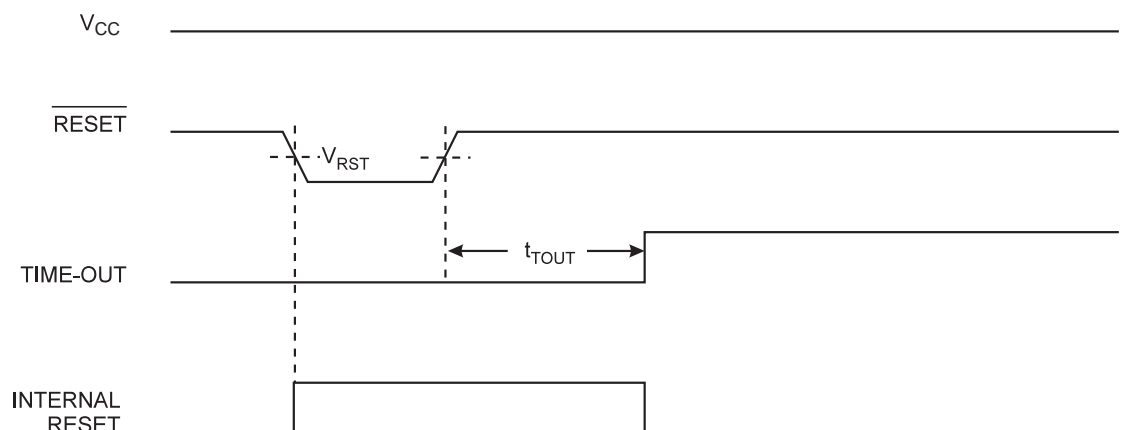 VCC
RESET
VRST
tTOUT
TIME-OUT
INTERNAL
RESET